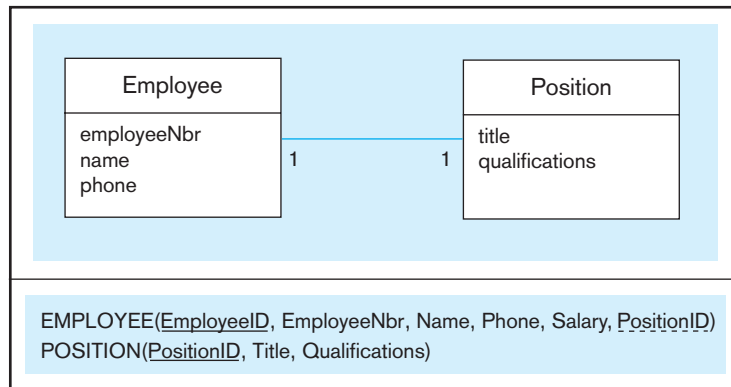 Employee
employeeNbr
name
phone
1
1
Position
title
qualifications
EMPLOYEE(EmployeeID, EmployeeNbr, Name, Phone, Salary, PositionID)
POSITION(PositionID, Title, Qualifications)